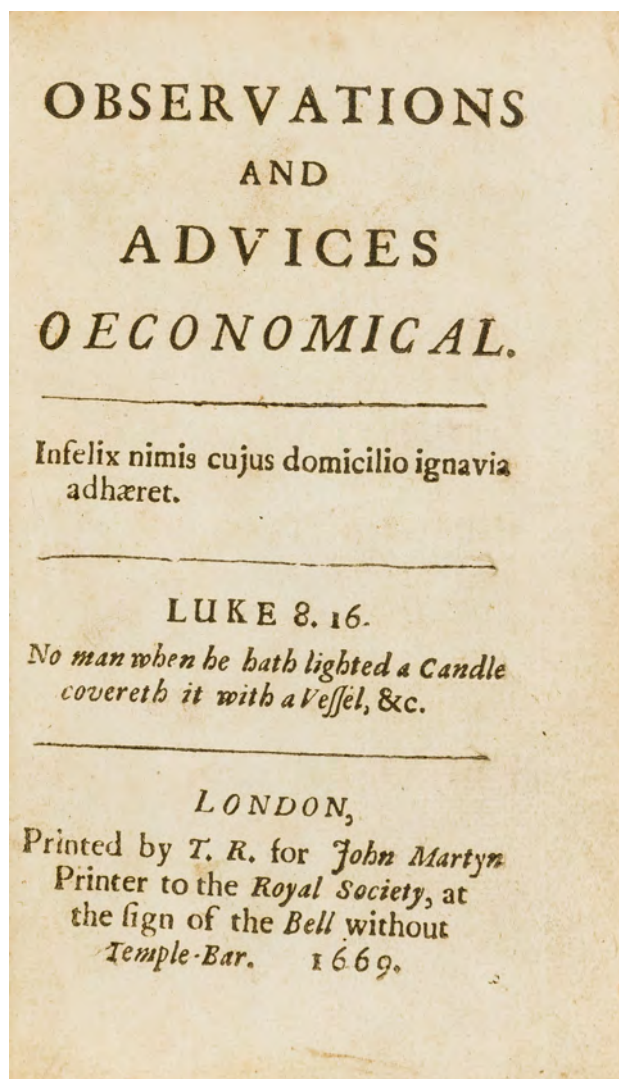 OBSERVATIONS
AND
ADVICES
OECONOMICAL.
Infelix nimis cujus domicilio ignavia
adhæret.
LUKE 8. 16.
No man when he hath lighted a Candle
covereth it with a Veſſel, &c.
LONDON,
Printed by T. R. for John Martyn
Printer to the Royal Society, at
the ſign of the Bell without
Temple-Bar. 1669.